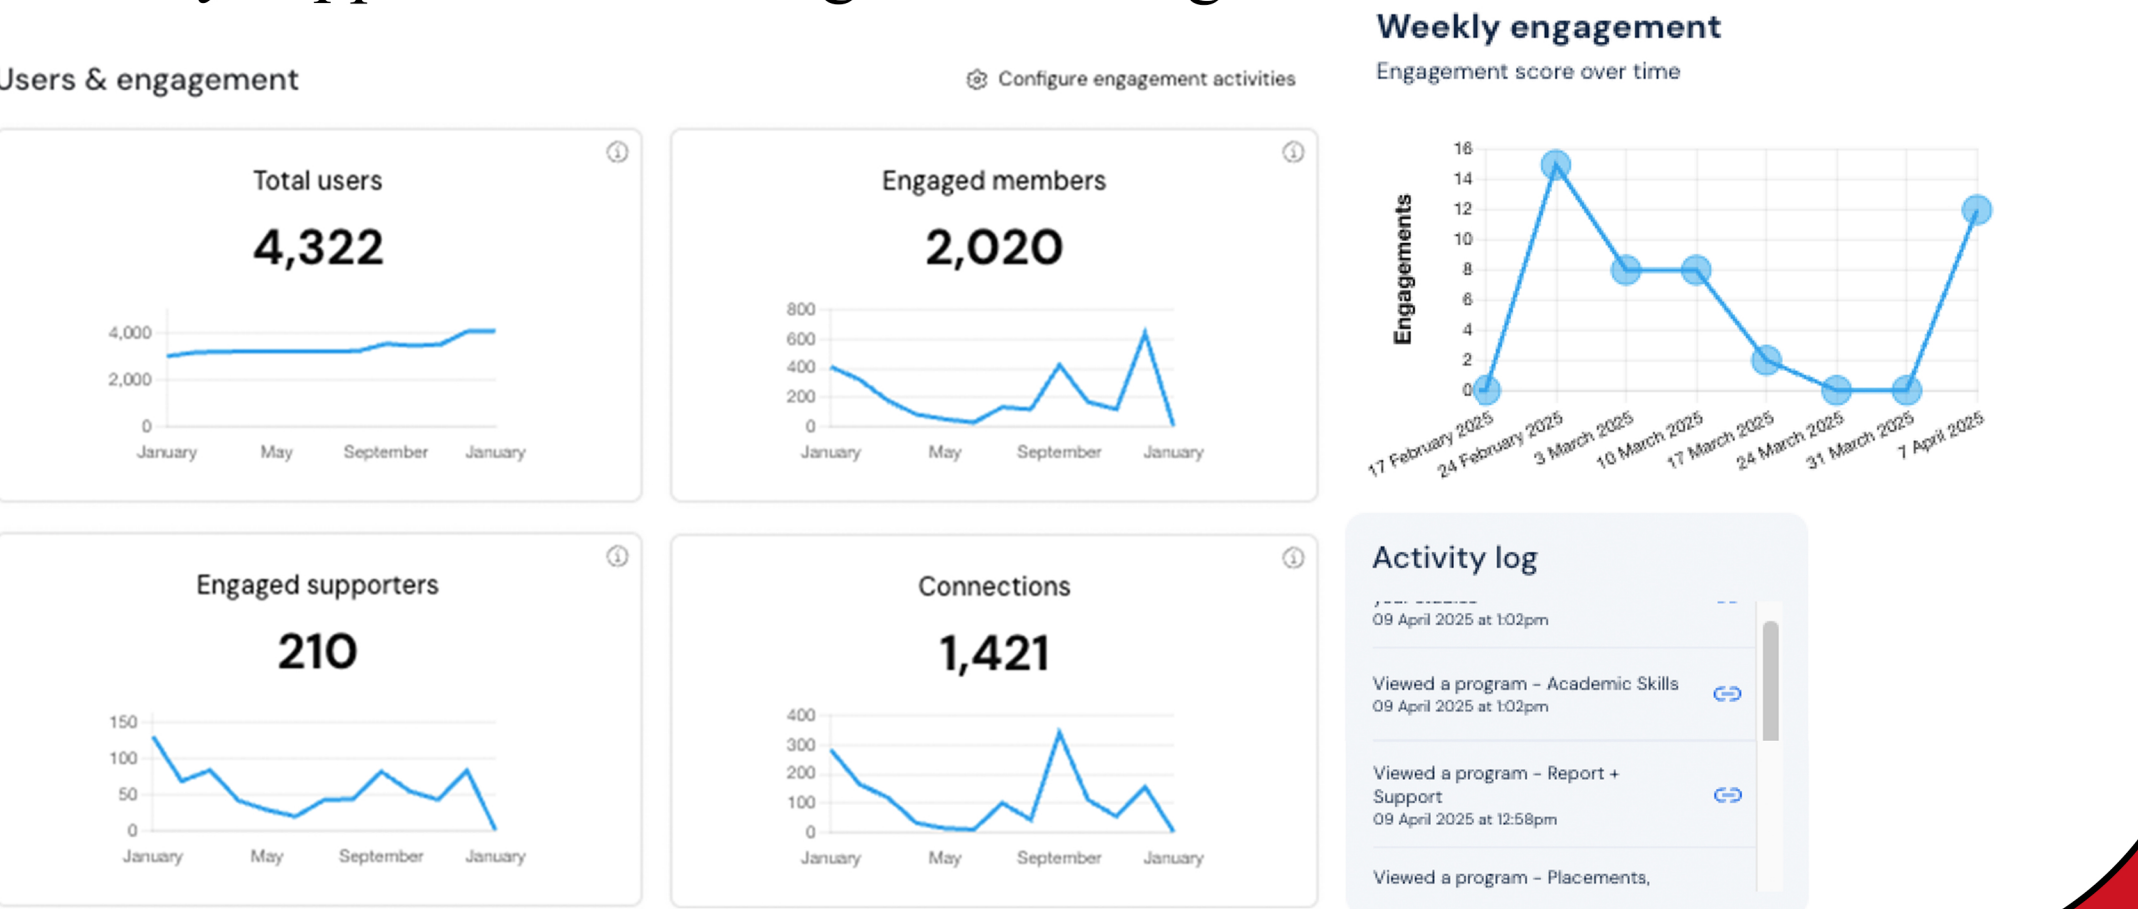 Users & engagement
Configure engagement activities
Total users
4,322
4,000
2,000
0
January May September January
Engaged members
2,020
800
600
400
200
0
January May September January
Engaged supporters
210
150
100
50
0
January May September January
Connections
1,421
400
300
200
100
0
January May September January
Weekly engagement
Engagement score over time
Engagements
16
14
12
10
8
6
4
2
0
17 February 2025
24 February 2025
3 March 2025
10 March 2025
17 March 2025
24 March 2025
31 March 2025
7 April 2025
Activity log
09 April 2025 at 1:02pm
Viewed a program - Academic Skills
09 April 2025 at 1:02pm
Viewed a program - Report +
Support
09 April 2025 at 12:58pm
Viewed a program - Placements,